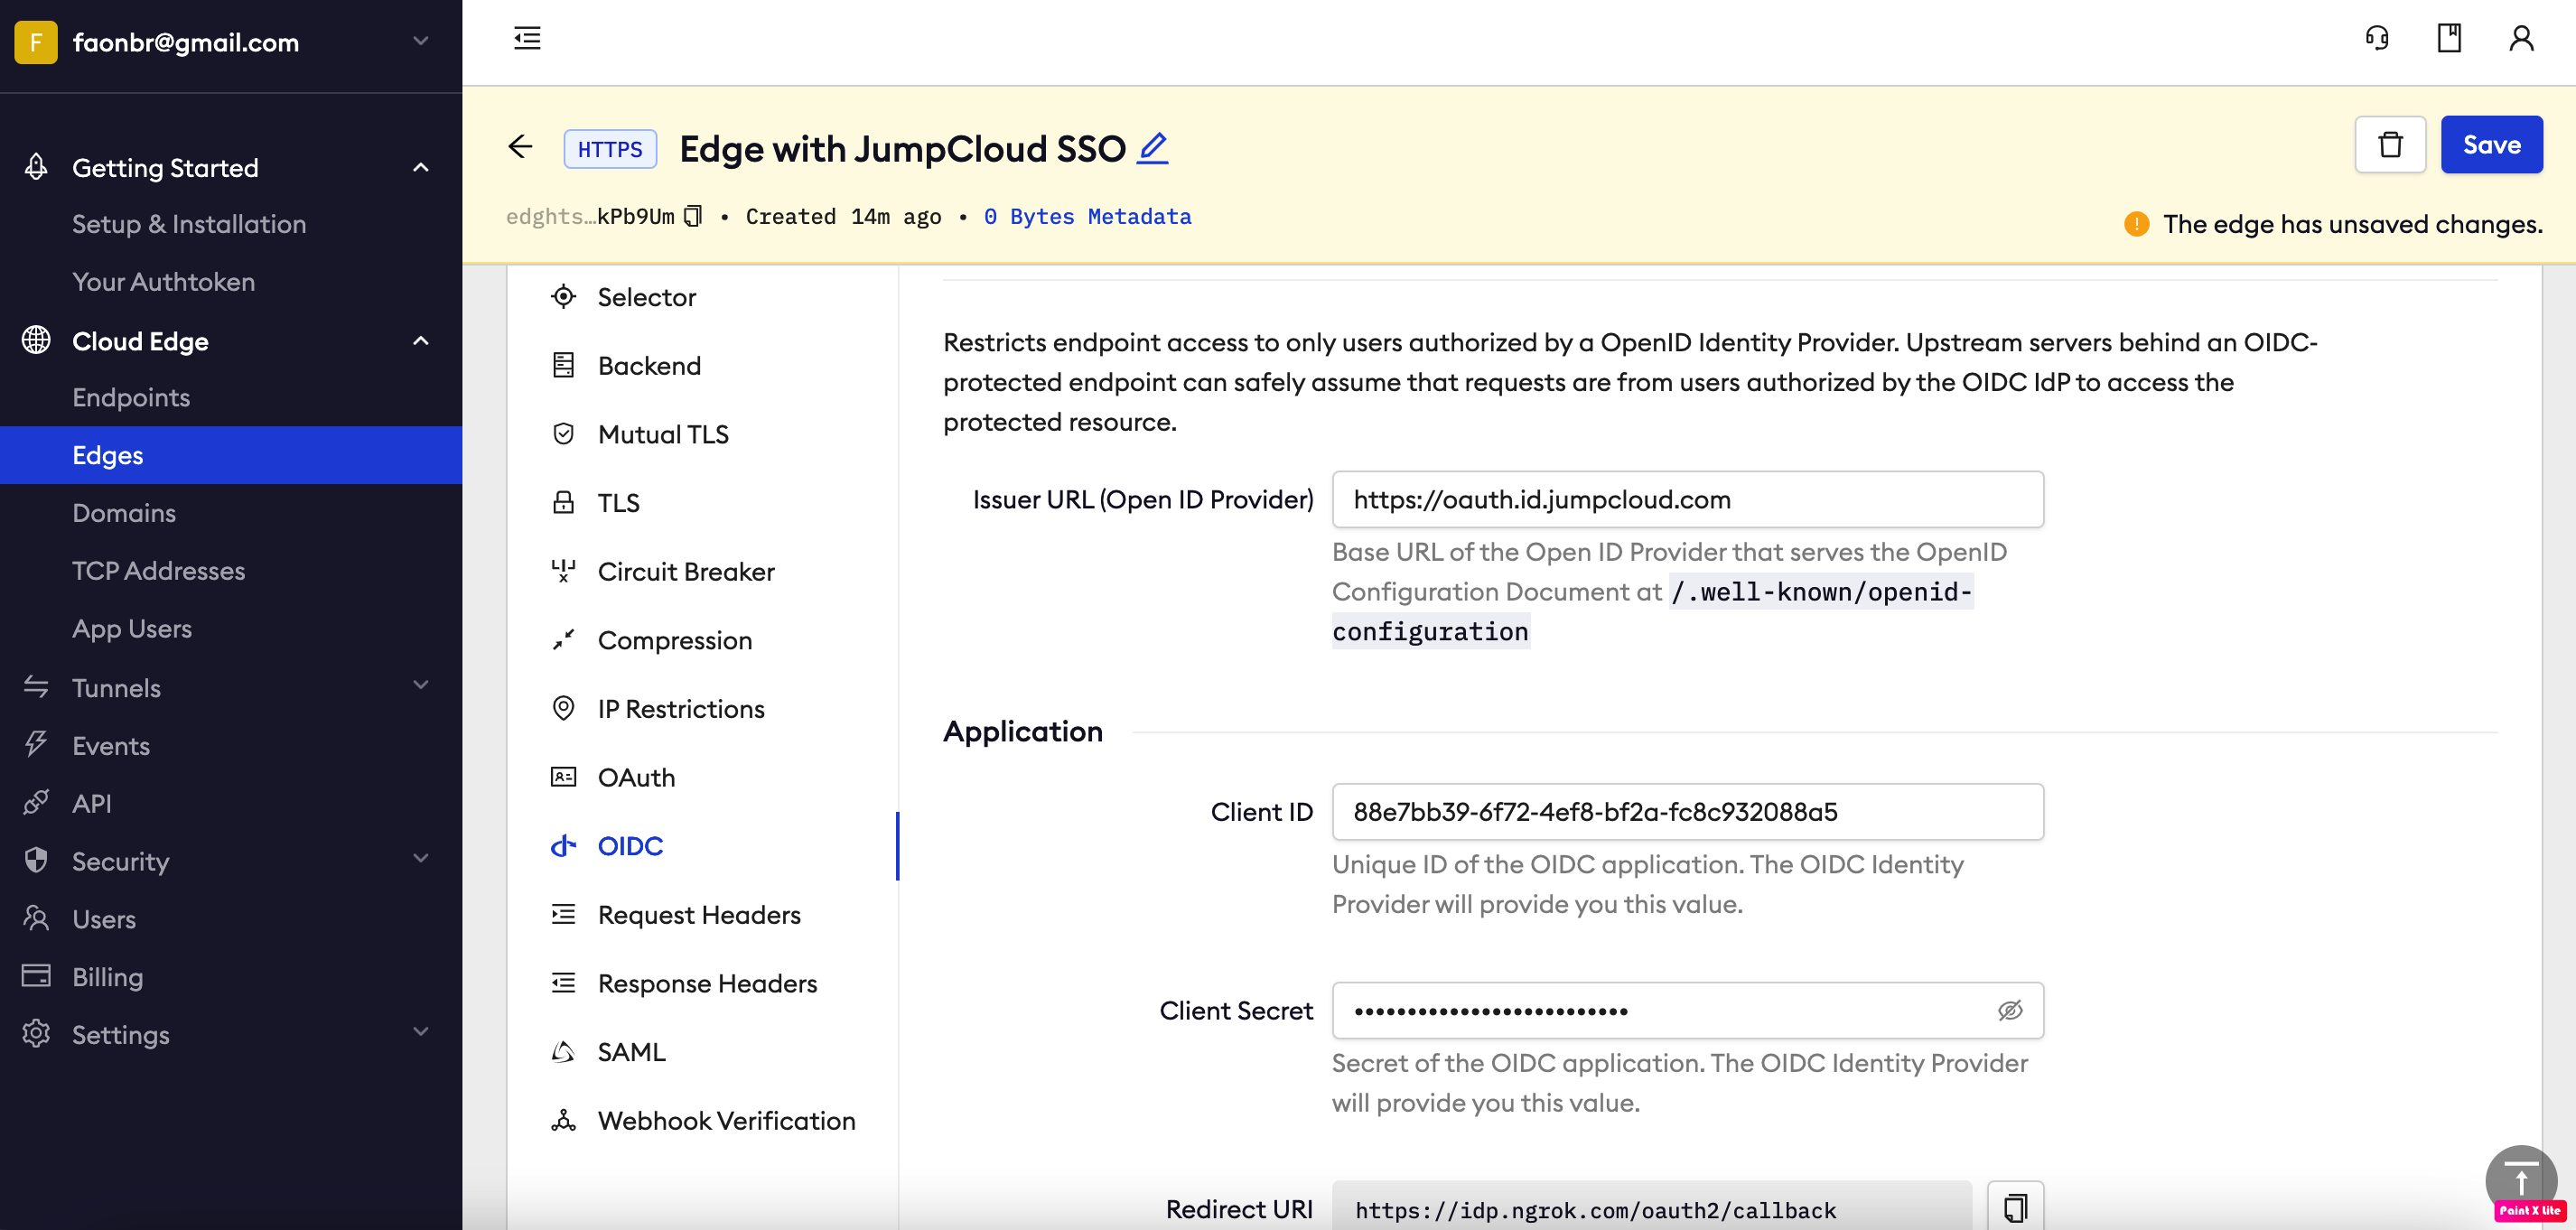 F faonbr@gmail.com
Getting Started
Setup & Installation
Your Authtoken
Cloud Edge
Endpoints
Edges
Domains
TCP Addresses
App Users
Tunnels
Events
API
Security
Users
Billing
Settings
HTTPS Edge with JumpCloud SSO
Save
edghts…kPb9Um • Created 14m ago • 0 Bytes Metadata
! The edge has unsaved changes.
Selector
Backend
Mutual TLS
TLS
Circuit Breaker
Compression
IP Restrictions
OAuth
OIDC
Request Headers
Response Headers
SAML
Webhook Verification
Restricts endpoint access to only users authorized by a OpenID Identity Provider. Upstream servers behind an OIDC-
protected endpoint can safely assume that requests are from users authorized by the OIDC IdP to access the
protected resource.
Issuer URL (Open ID Provider) https://oauth.id.jumpcloud.com
Base URL of the Open ID Provider that serves the OpenID
Configuration Document at /.well-known/openid-
configuration
Application
Client ID 88e7bb39-6f72-4ef8-bf2a-fc8c932088a5
Unique ID of the OIDC application. The OIDC Identity
Provider will provide you this value.
Client Secret ••••••••••••••••••••••••••
Secret of the OIDC application. The OIDC Identity Provider
will provide you this value.
Redirect URI https://idp.ngrok.com/oauth2/callback
Paint X Lite